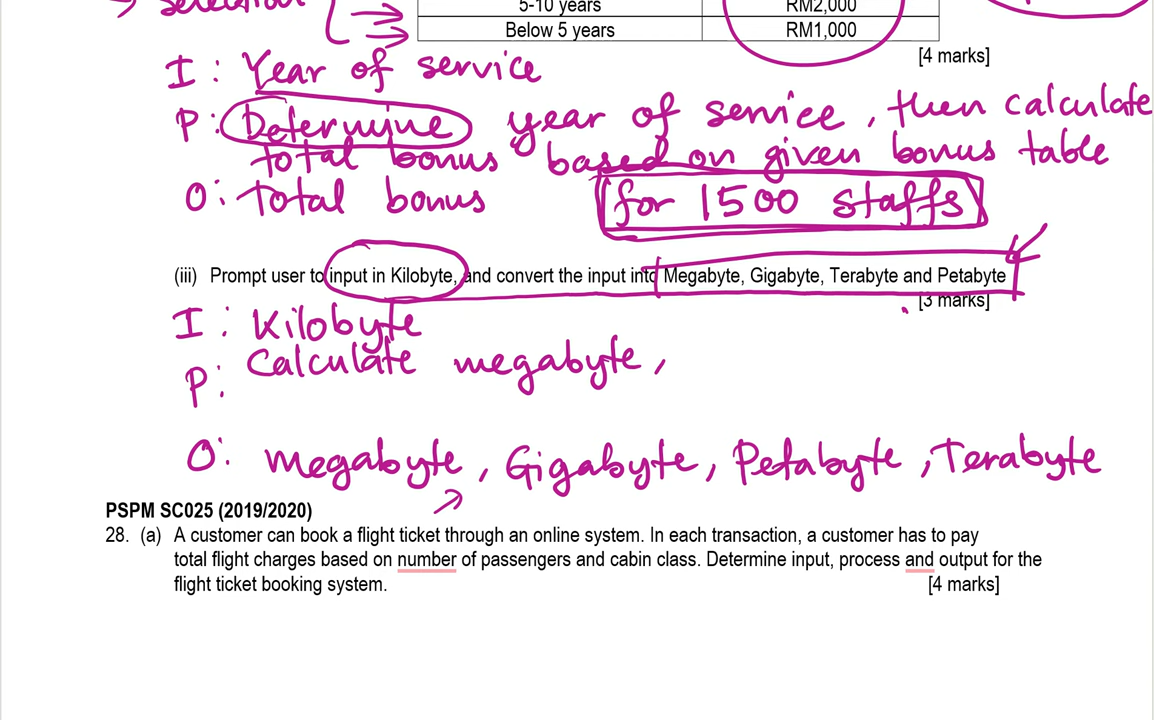 selection
5-10 years RM2,000
Below 5 years RM1,000
[4 marks]
I : Year of service
P : Determine year of service, then calculate
total bonus based on given bonus table
O : total bonus for 1500 staffs
(iii) Prompt user to input in Kilobyte, and convert the input into Megabyte, Gigabyte, Terabyte and Petabyte
[3 marks]
I : Kilobyte
P : Calculate megabyte,
O : megabyte, Gigabyte, Petabyte, Terabyte
PSPM SC025 (2019/2020)
28. (a) A customer can book a flight ticket through an online system. In each transaction, a customer has to pay
total flight charges based on number of passengers and cabin class. Determine input, process and output for the
flight ticket booking system. [4 marks]